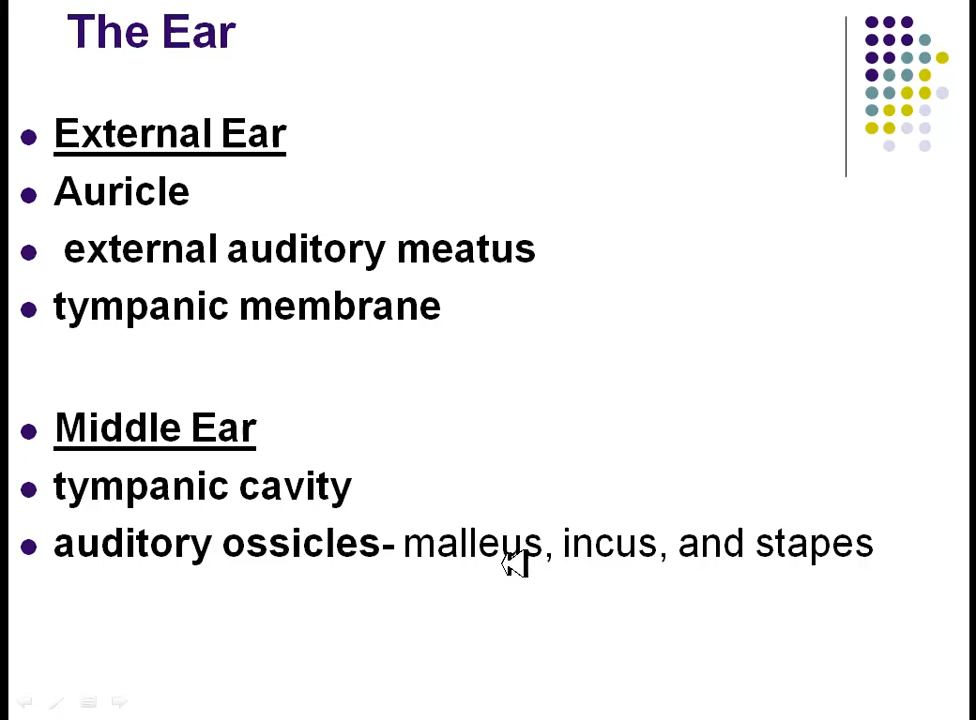 The Ear
External Ear
Auricle
external auditory meatus
tympanic membrane
Middle Ear
tympanic cavity
auditory ossicles- malleus, incus, and stapes